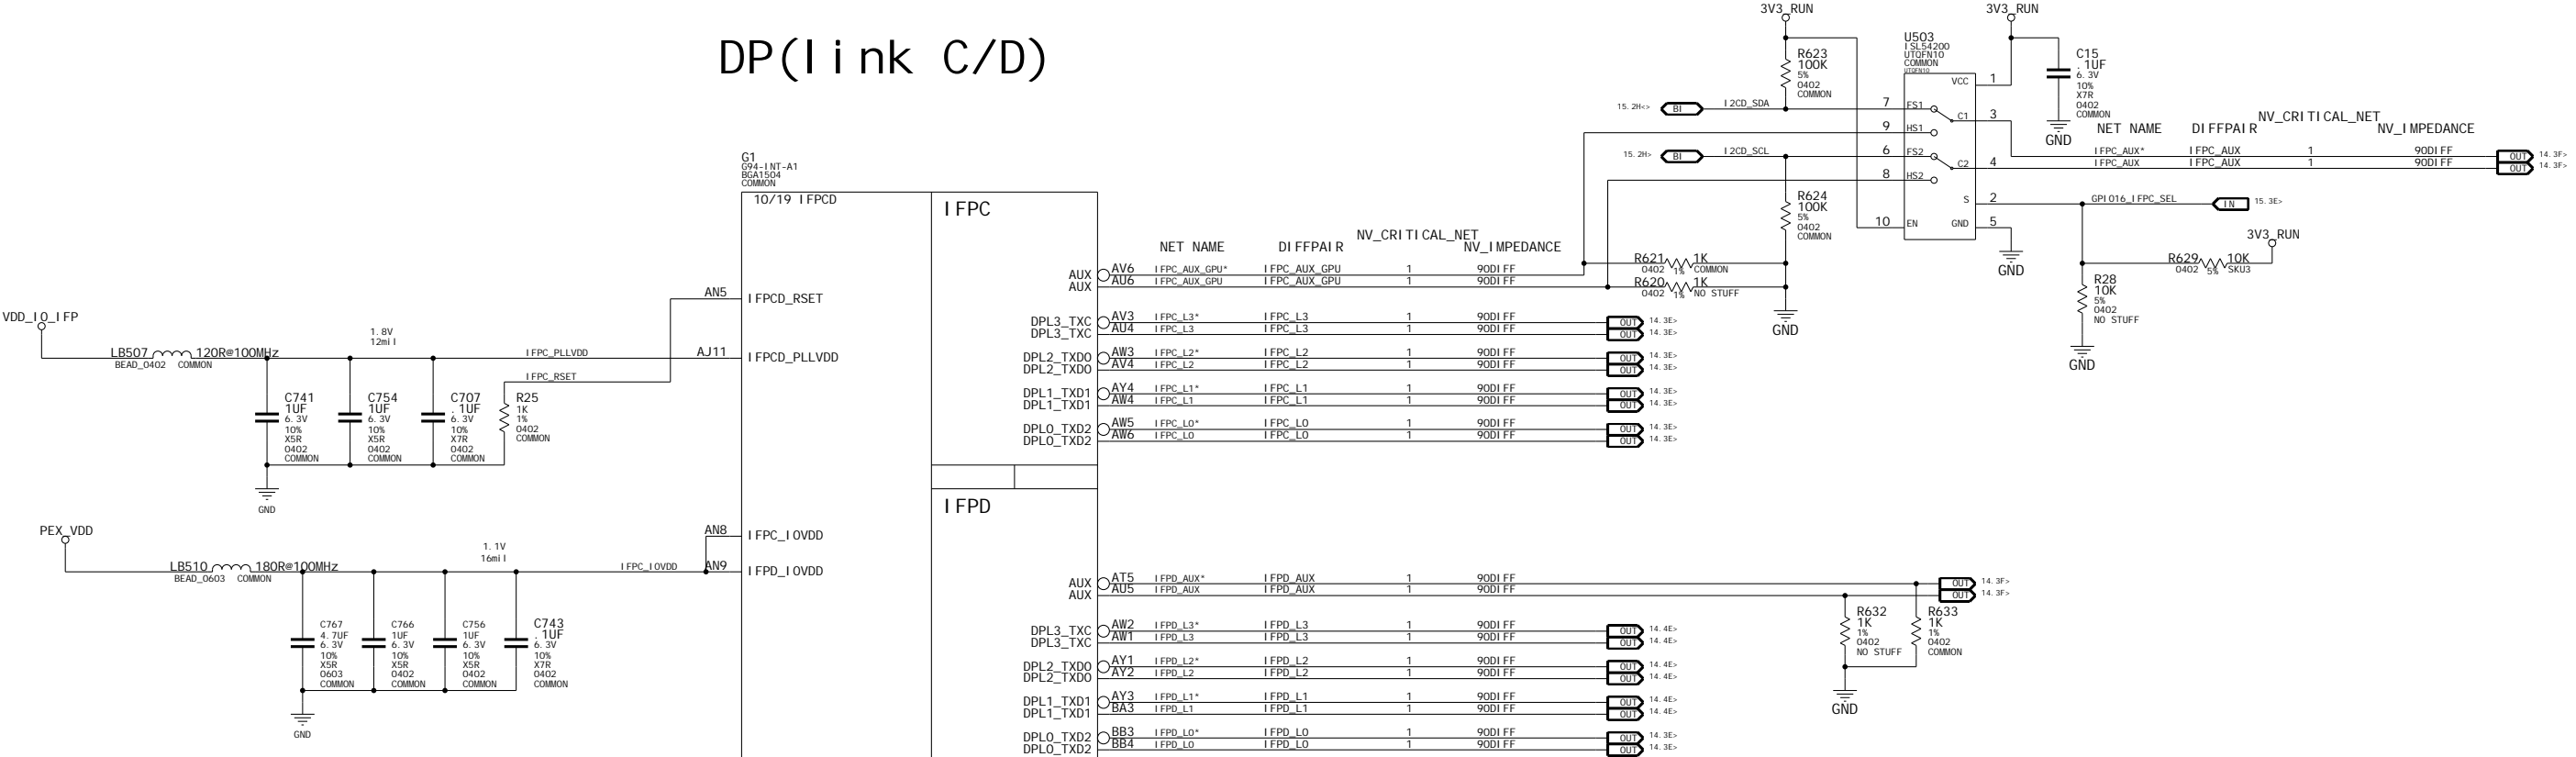 DP(link C/D)
3V3_RUN
3V3_RUN
R623
100K
5%
0402
COMMON
U503
ISL54200
UTQFN10
COMMON
UTQFN10
C15
.1UF
6.3V
10%
X7R
0402
COMMON
GND
15.2H<> BI I2CD_SDA 7 FS1 VCC 1
9 HS1 C1 3
15.2H> BI I2CD_SCL 6 FS2 C2 4
8 HS2
S 2 GPIO16_IFPC_SEL IN 15.3E>
10 EN GND 5
GND
NV_CRITICAL_NET
NET NAME DIFFPAIR NV_IMPEDANCE
IFPC_AUX* IFPC_AUX 1 90DIFF OUT 14.3F>
IFPC_AUX IFPC_AUX 1 90DIFF OUT 14.3F>
R624
100K
5%
0402
COMMON
3V3_RUN
R629 10K
0402 5% SKU3
R28
10K
5%
0402
NO STUFF
GND
R621 1K
0402 1% COMMON
R620 1K
0402 1% NO STUFF
GND
G1
G94-INT-A1
BGA1504
COMMON
10/19 IFPCD
IFPC
NV_CRITICAL_NET
NET NAME DIFFPAIR NV_IMPEDANCE
AUX AV6 IFPC_AUX_GPU* IFPC_AUX_GPU 1 90DIFF
AUX AU6 IFPC_AUX_GPU IFPC_AUX_GPU 1 90DIFF
DPL3_TXC AV3 IFPC_L3* IFPC_L3 1 90DIFF OUT 14.3E>
DPL3_TXC AU4 IFPC_L3 IFPC_L3 1 90DIFF OUT 14.3E>
DPL2_TXD0 AW3 IFPC_L2* IFPC_L2 1 90DIFF OUT 14.3E>
DPL2_TXD0 AV4 IFPC_L2 IFPC_L2 1 90DIFF OUT 14.3E>
DPL1_TXD1 AY4 IFPC_L1* IFPC_L1 1 90DIFF OUT 14.3E>
DPL1_TXD1 AW4 IFPC_L1 IFPC_L1 1 90DIFF OUT 14.3E>
DPL0_TXD2 AW5 IFPC_L0* IFPC_L0 1 90DIFF OUT 14.3E>
DPL0_TXD2 AW6 IFPC_L0 IFPC_L0 1 90DIFF OUT 14.3E>
AN5 IFPCD_RSET
VDD_IO_IFP
1.8V
12mil
LB507 120R@100MHz
BEAD_0402 COMMON
IFPC_PLLVDD AJ11 IFPCD_PLLVDD
IFPC_RSET
C741
1UF
6.3V
10%
X5R
0402
COMMON
C754
1UF
6.3V
10%
X5R
0402
COMMON
C707
.1UF
6.3V
10%
X7R
0402
COMMON
R25
1K
1%
0402
COMMON
GND
IFPD
PEX_VDD
AN8 IFPC_IOVDD
1.1V
16mil
LB510 180R@100MHz
BEAD_0603 COMMON
IFPC_IOVDD AN9 IFPD_IOVDD
C767
4.7UF
6.3V
10%
X5R
0603
COMMON
C766
1UF
6.3V
10%
X5R
0402
COMMON
C756
1UF
6.3V
10%
X5R
0402
COMMON
C743
.1UF
6.3V
10%
X7R
0402
COMMON
GND
AUX AT5 IFPD_AUX* IFPD_AUX 1 90DIFF OUT 14.3F>
AUX AU5 IFPD_AUX IFPD_AUX 1 90DIFF OUT 14.3F>
R632
1K
1%
0402
NO STUFF
R633
1K
1%
0402
COMMON
GND
DPL3_TXC AW2 IFPD_L3* IFPD_L3 1 90DIFF OUT 14.4E>
DPL3_TXC AW1 IFPD_L3 IFPD_L3 1 90DIFF OUT 14.4E>
DPL2_TXD0 AY1 IFPD_L2* IFPD_L2 1 90DIFF OUT 14.4E>
DPL2_TXD0 AY2 IFPD_L2 IFPD_L2 1 90DIFF OUT 14.4E>
DPL1_TXD1 AY3 IFPD_L1* IFPD_L1 1 90DIFF OUT 14.4E>
DPL1_TXD1 BA3 IFPD_L1 IFPD_L1 1 90DIFF OUT 14.4E>
DPL0_TXD2 BB3 IFPD_L0* IFPD_L0 1 90DIFF OUT 14.3E>
DPL0_TXD2 BB4 IFPD_L0 IFPD_L0 1 90DIFF OUT 14.3E>